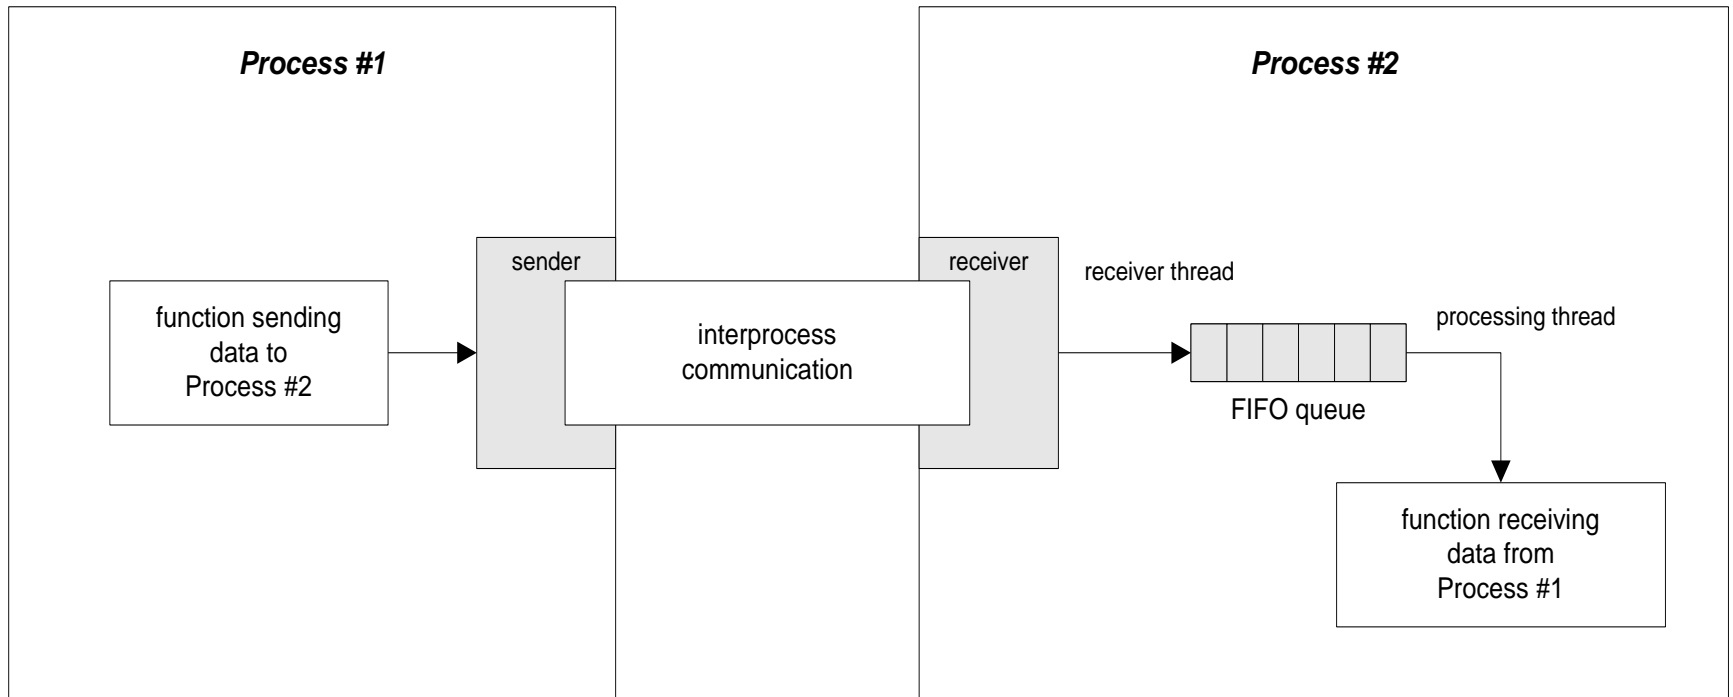 Process #1
Process #2
sender
receiver
receiver thread
function sending
data to
Process #2
interprocess
communication
processing thread
FIFO queue
function receiving
data from
Process #1